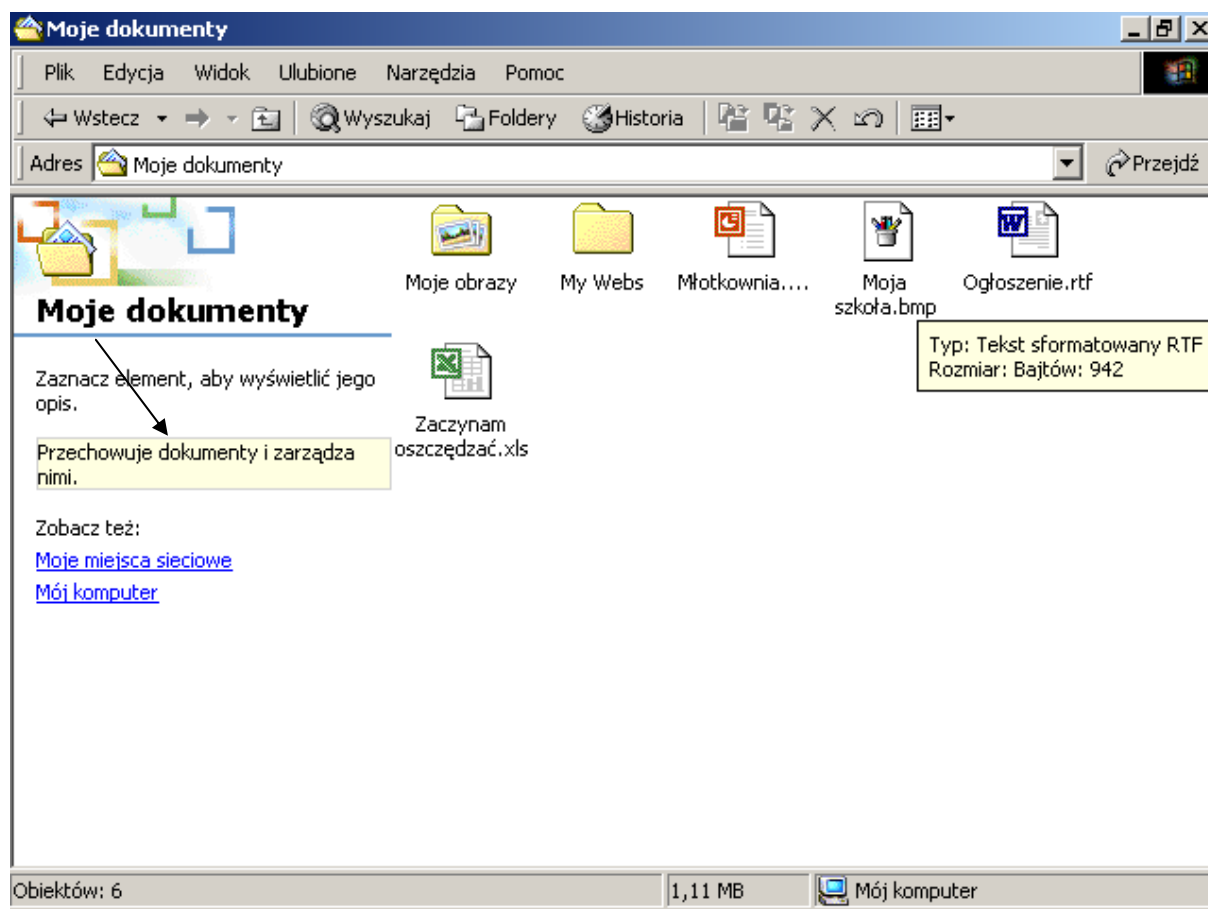 Moje dokumenty
Plik Edycja Widok Ulubione Narzędzia Pomoc
Wstecz Wyszukaj Foldery Historia
Adres Moje dokumenty Przejdź
Moje dokumenty
Zaznacz element, aby wyświetlić jego
opis.
Przechowuje dokumenty i zarządza
nimi.
Zobacz też:
Moje miejsca sieciowe
Mój komputer
Moje obrazy
My Webs
Młotkownia....
Moja
szkoła.bmp
Ogłoszenie.rtf
Typ: Tekst sformatowany RTF
Rozmiar: Bajtów: 942
Zaczynam
oszczędzać.xls
Obiektów: 6 1,11 MB Mój komputer